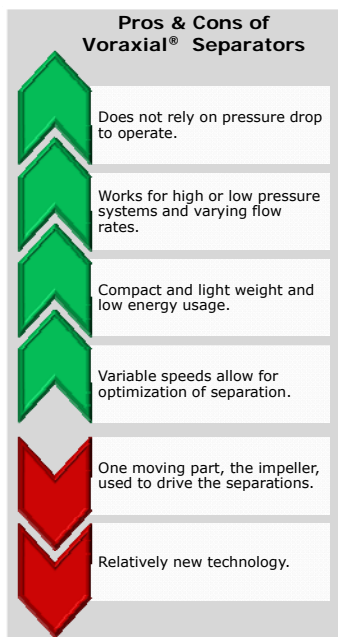 Pros & Cons of
Voraxial® Separators
Does not rely on pressure drop
to operate.
Works for high or low pressure
systems and varying flow
rates.
Compact and light weight and
low energy usage.
Variable speeds allow for
optimization of separation.
One moving part, the impeller,
used to drive the separations.
Relatively new technology.